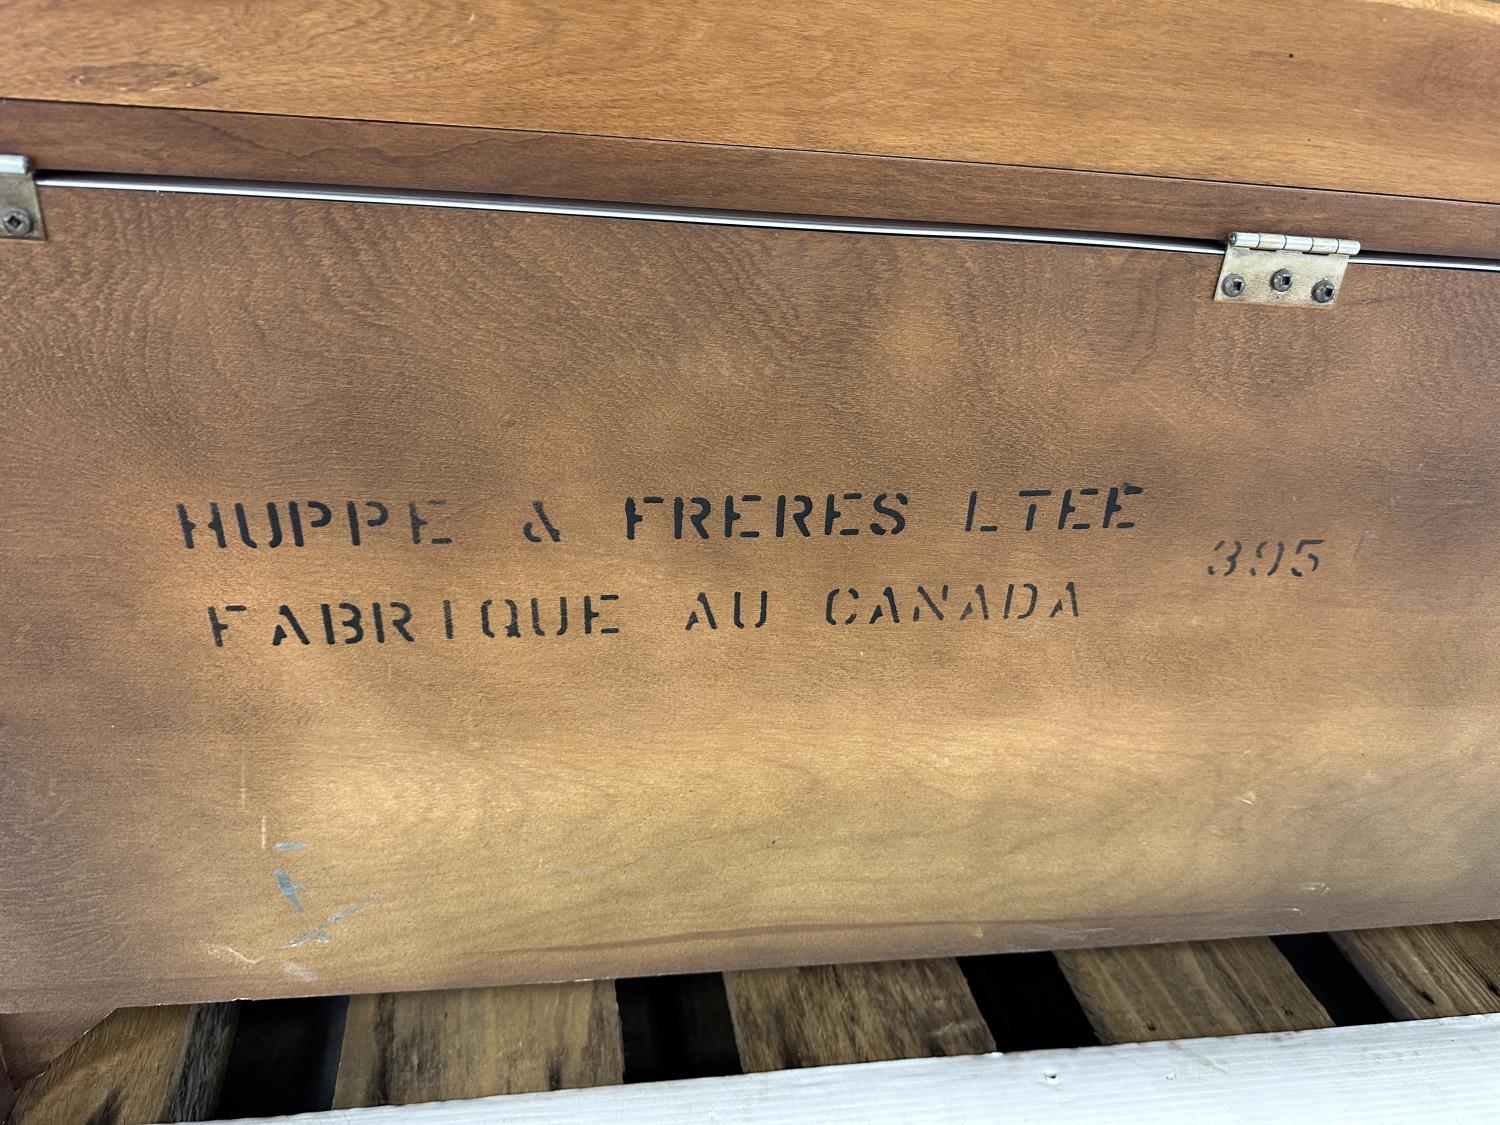 HUPPE & FRERES LTEE
395
FABRIQUE AU CANADA